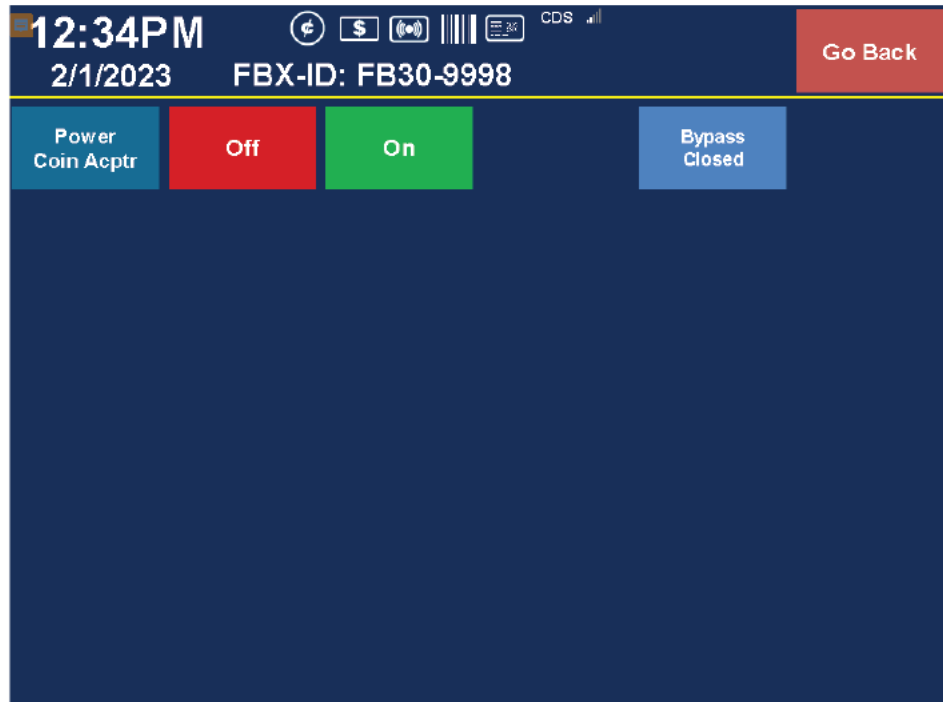 12:34PM
¢ $ CDS
Go Back
2/1/2023 FBX-ID: FB30-9998
Power
Coin Acptr
Off
On
Bypass
Closed